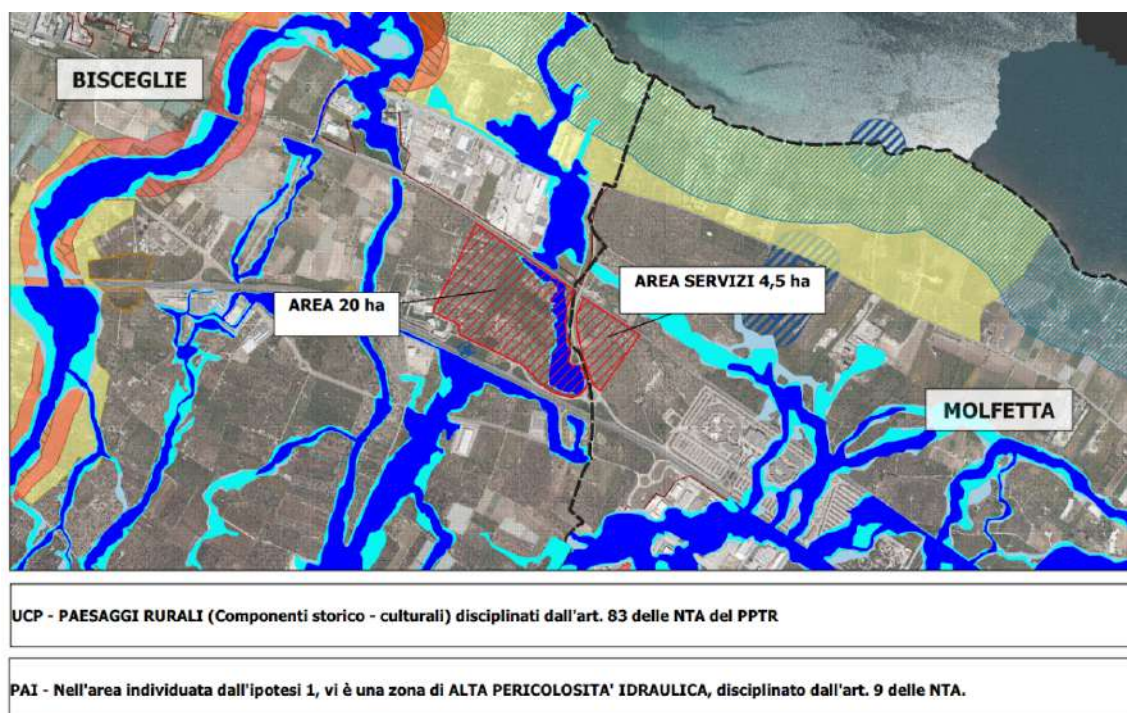 BISCEGLIE
AREA SERVIZI 4,5 ha
AREA 20 ha
MOLFETTA
UCP - PAESAGGI RURALI (Componenti storico - culturali) disciplinati dall'art. 83 delle NTA del PPTR
PAI - Nell'area individuata dall'ipotesi 1, vi è una zona di ALTA PERICOLOSITA' IDRAULICA, disciplinato dall'art. 9 delle NTA.